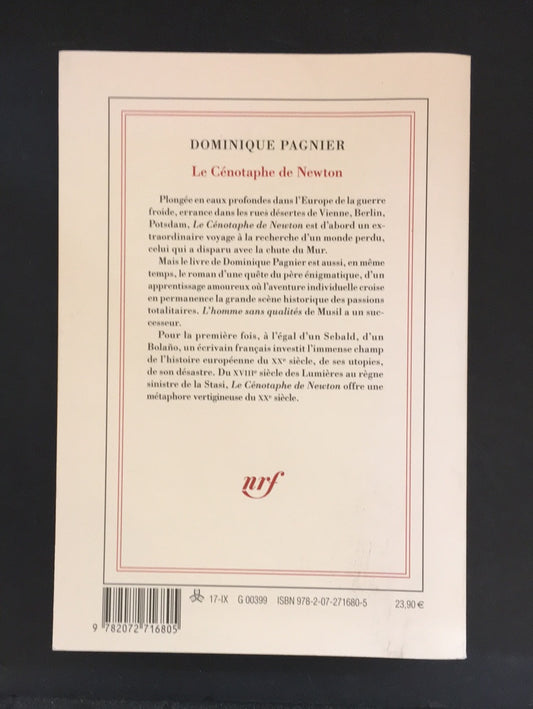 DOMINIQUE PAGNIER
Le Cénotaphe de Newton
Plongée en eaux profondes dans l'Europe de la guerre
froide, errance dans les rues désertes de Vienne, Berlin,
Potsdam, Le Cénotaphe de Newton est d'abord un ex-
traordinaire voyage à la recherche d'un monde perdu,
celui qui a disparu avec la chute du Mur.
Mais le livre de Dominique Pagnier est aussi, en même
temps, le roman d'une quête du père énigmatique, d'un
apprentissage amoureux où l'aventure individuelle croise
en permanence la grande scène historique des passions
totalitaires. L'homme sans qualités de Musil a un suc-
cesseur.
Pour la première fois, à l'égal d'un Sebald, d'un
Bolaño, un écrivain français investit l'immense champ
de l'histoire européenne du XXe siècle, de ses utopies,
de son désastre. Du XVIIIe siècle des Lumières au règne
sinistre de la Stasi, Le Cénotaphe de Newton offre une
métaphore vertigineuse du XXe siècle.
nrf
17-IX G 00399 ISBN 978-2-07-271680-5 23,90 €
9 782072 716805